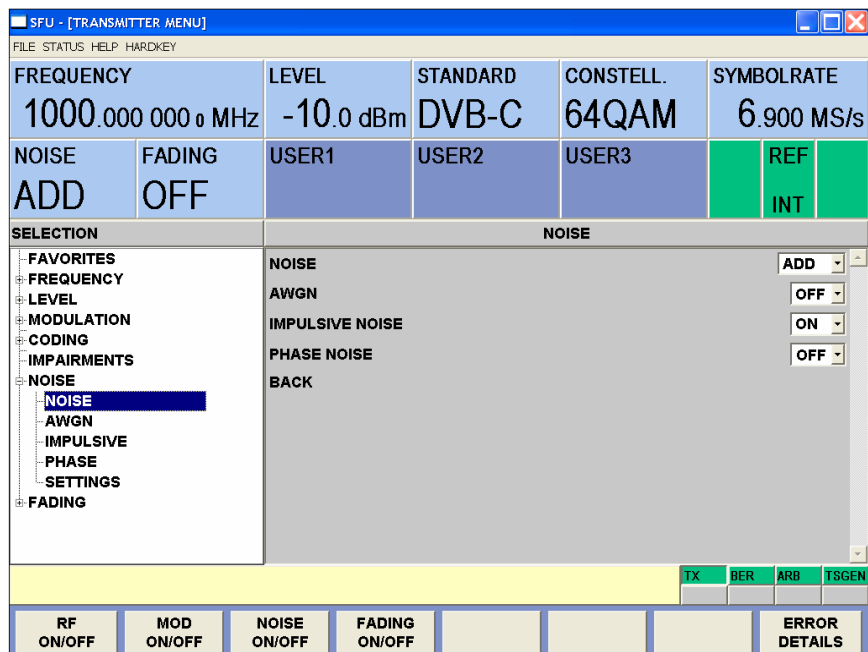 SFU - [TRANSMITTER MENU]
FILE STATUS HELP HARDKEY
FREQUENCY LEVEL STANDARD CONSTELL. SYMBOLRATE
1000.000 000 0 MHz -10.0 dBm DVB-C 64QAM 6.900 MS/s
NOISE FADING USER1 USER2 USER3 REF
ADD OFF INT
SELECTION NOISE
FAVORITES
FREQUENCY
LEVEL
MODULATION
CODING
IMPAIRMENTS
NOISE
NOISE
AWGN
IMPULSIVE
PHASE
SETTINGS
FADING
NOISE ADD
AWGN OFF
IMPULSIVE NOISE ON
PHASE NOISE OFF
BACK
TX BER ARB TSGEN
RF ON/OFF
MOD ON/OFF
NOISE ON/OFF
FADING ON/OFF
ERROR DETAILS